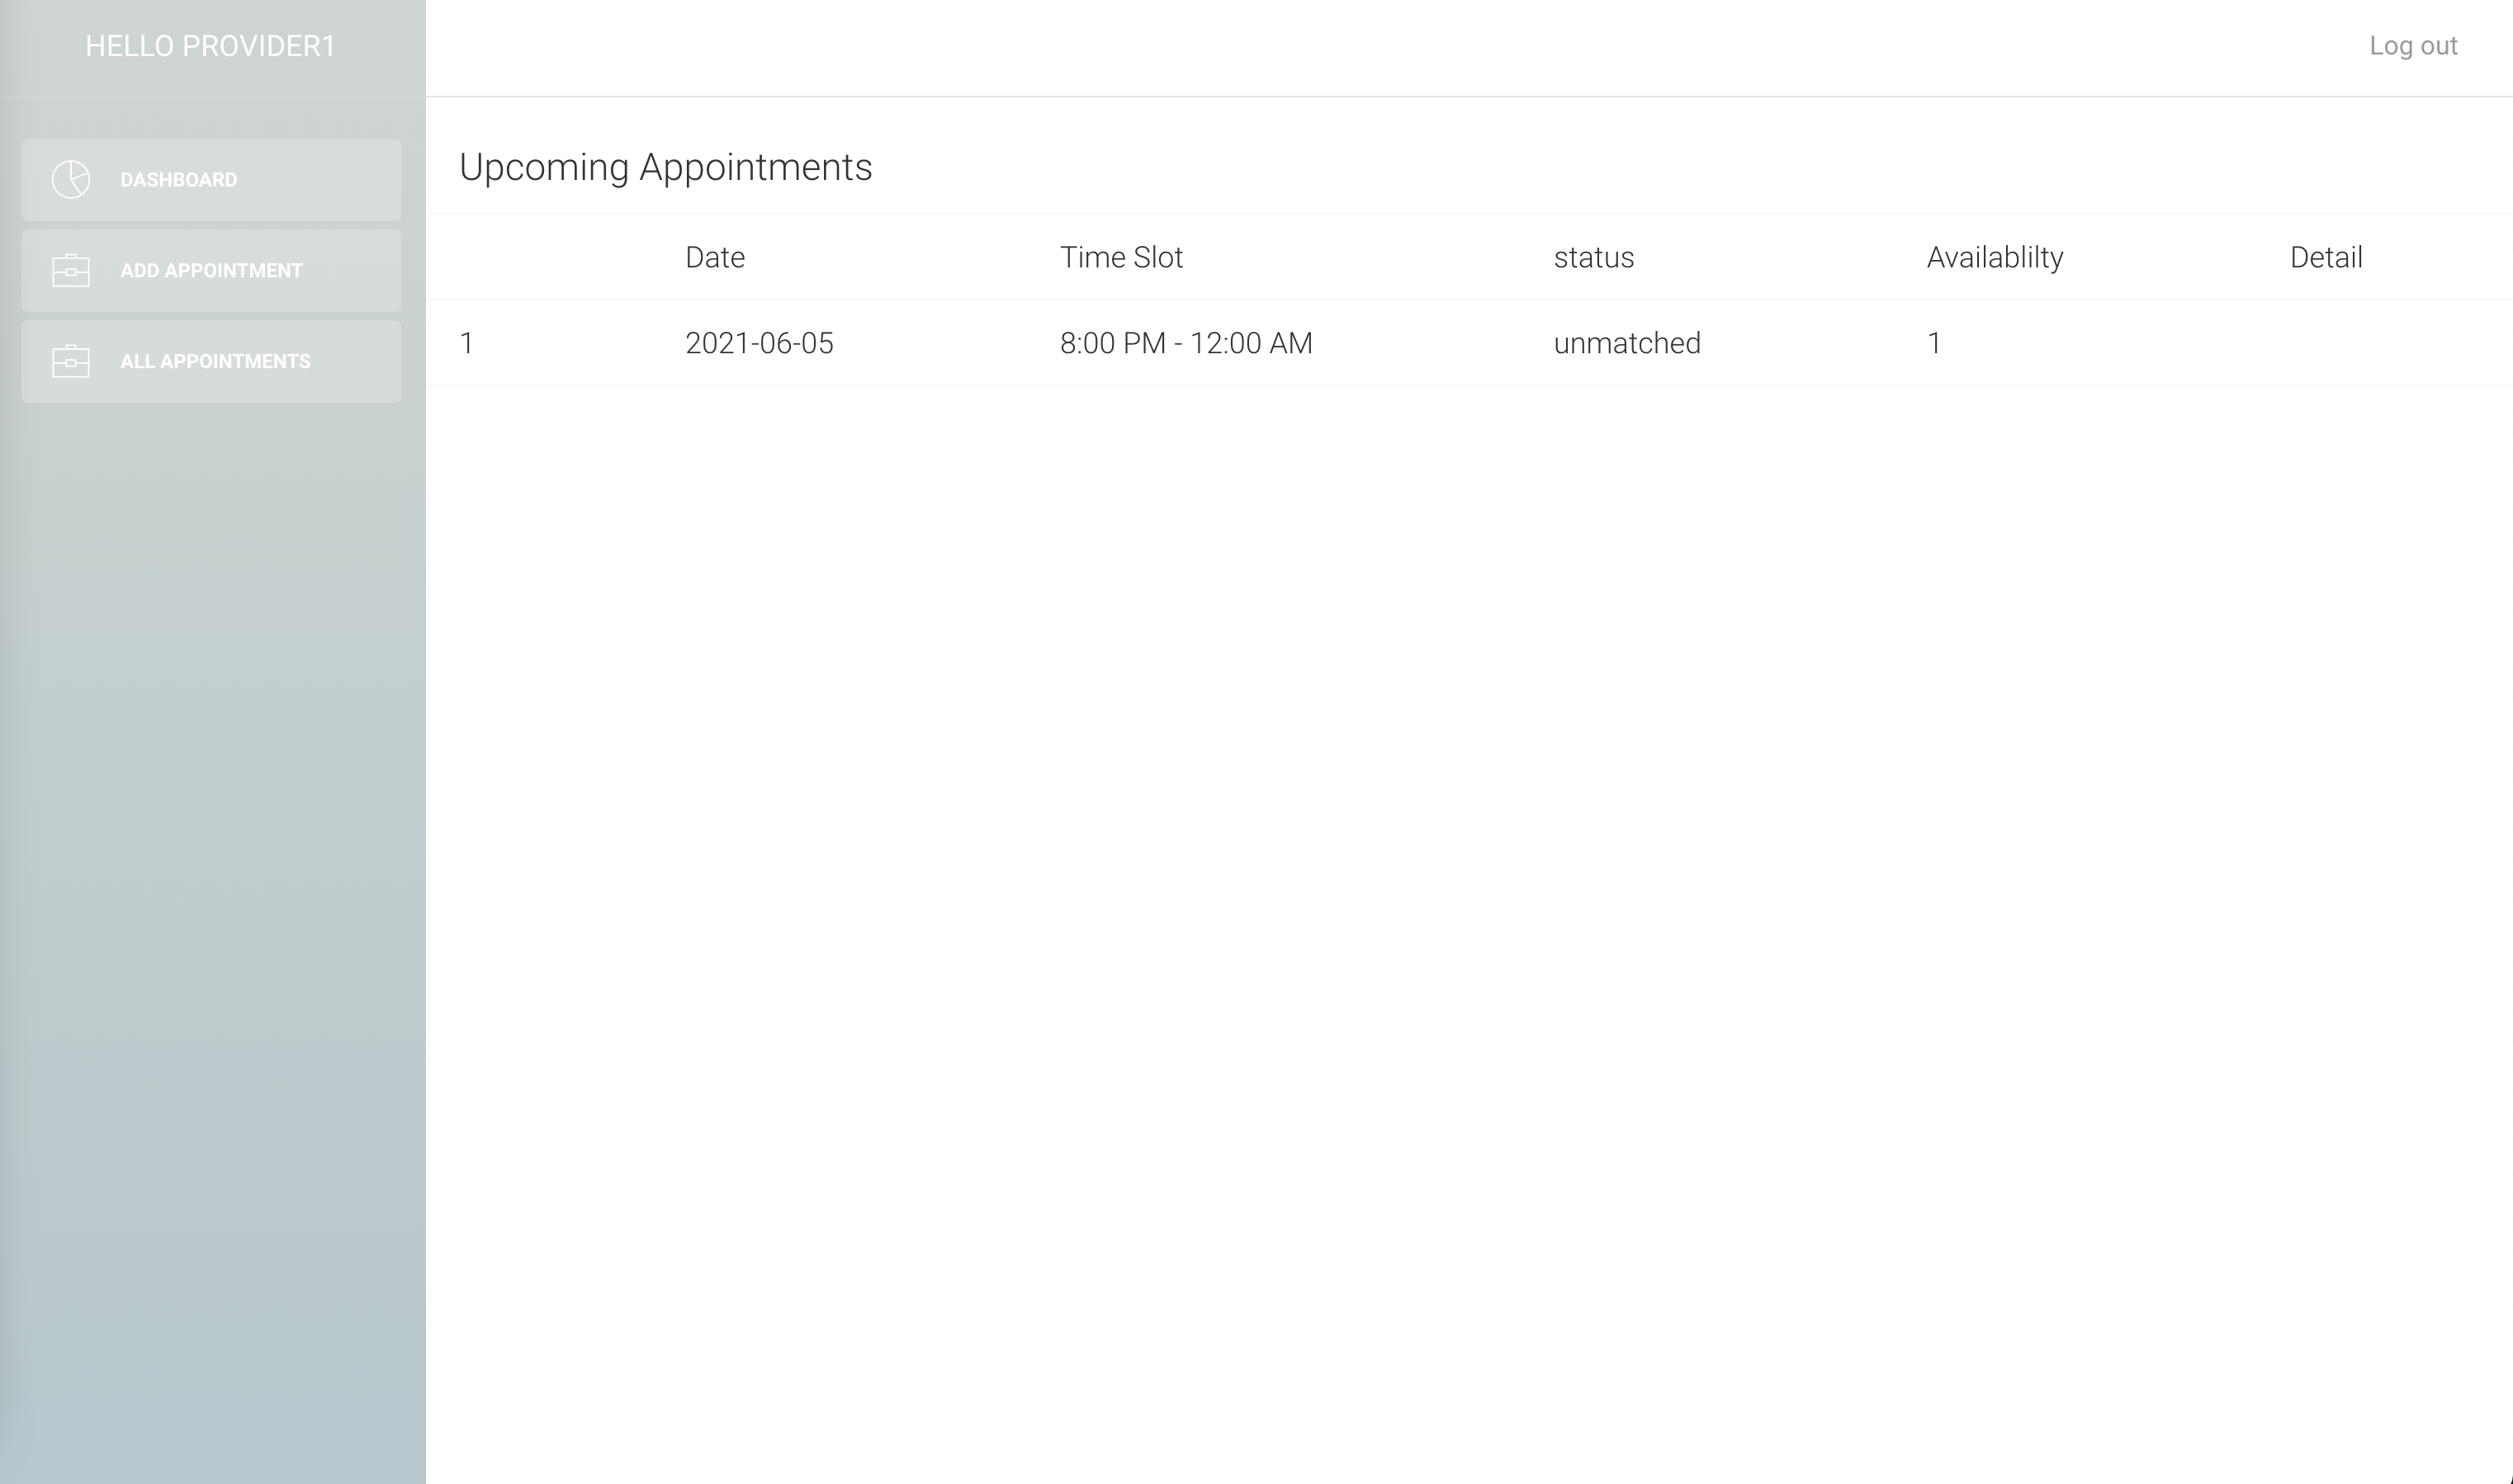 HELLO PROVIDER1
Log out
DASHBOARD
ADD APPOINTMENT
ALL APPOINTMENTS
Upcoming Appointments
Date Time Slot status Availablilty Detail
1 2021-06-05 8:00 PM - 12:00 AM unmatched 1